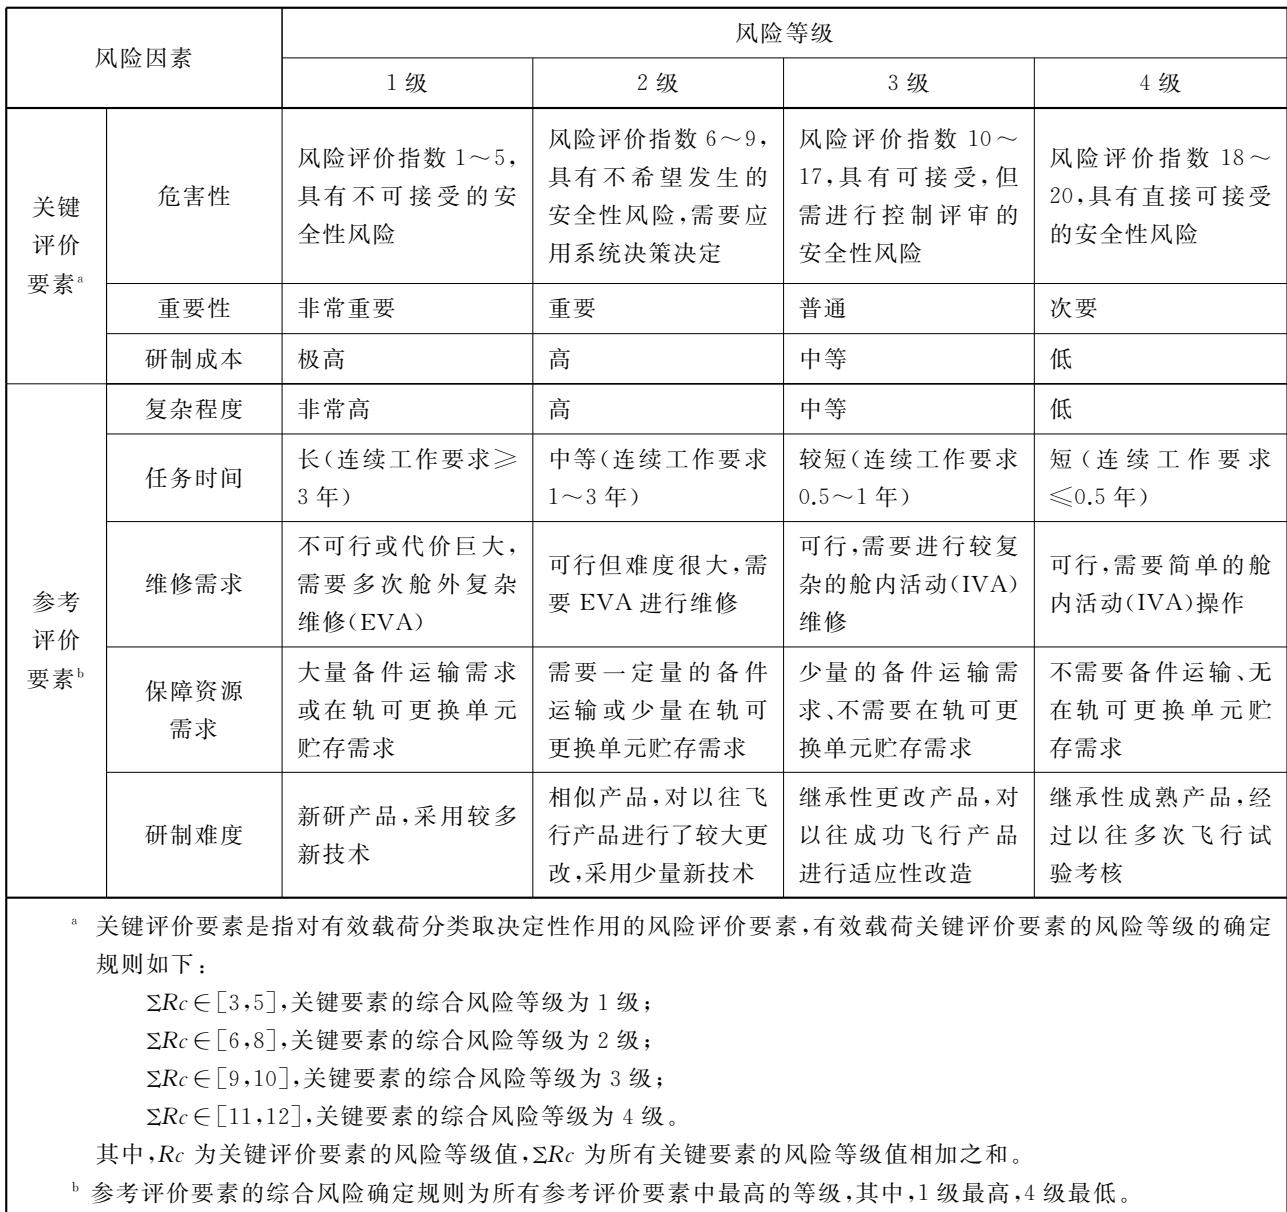 风险因素
风险等级
1 级
2 级
3 级
4 级
关键
评价
要素a
危害性
风险评价指数 1～5,
具有不可接受的安
全性风险
风险评价指数 6～9,
具有不希望发生的
安全性风险,需要应
用系统决策决定
风险评价指数 10～
17,具有可接受,但
需进行控制评审的
安全性风险
风险评价指数 18～
20,具有直接可接受
的安全性风险
重要性
非常重要
重要
普通
次要
研制成本
极高
高
中等
低
参考
评价
要素b
复杂程度
非常高
高
中等
低
任务时间
长(连续工作要求≥
3 年)
中等(连续工作要求
1～3 年)
较短(连续工作要求
0.5～1 年)
短(连续工作要求
≤0.5 年)
维修需求
不可行或代价巨大,
需要多次舱外复杂
维修(EVA)
可行但难度很大,需
要 EVA 进行维修
可行,需要进行较复
杂的舱内活动(IVA)
维修
可行,需要简单的舱
内活动(IVA)操作
保障资源
需求
大量备件运输需求
或在轨可更换单元
贮存需求
需要一定量的备件
运输或少量在轨可
更换单元贮存需求
少量的备件运输需
求、不需要在轨可更
换单元贮存需求
不需要备件运输、无
在轨可更换单元贮
存需求
研制难度
新研产品,采用较多
新技术
相似产品,对以往飞
行产品进行了较大更
改,采用少量新技术
继承性更改产品,对
以往成功飞行产品
进行适应性改造
继承性成熟产品,经
过以往多次飞行试
验考核
a 关键评价要素是指对有效载荷分类取决定性作用的风险评价要素,有效载荷关键评价要素的风险等级的确定
规则如下:
ΣRc∈[3,5],关键要素的综合风险等级为 1 级;
ΣRc∈[6,8],关键要素的综合风险等级为 2 级;
ΣRc∈[9,10],关键要素的综合风险等级为 3 级;
ΣRc∈[11,12],关键要素的综合风险等级为 4 级。
其中,Rc 为关键评价要素的风险等级值,ΣRc 为所有关键要素的风险等级值相加之和。
b 参考评价要素的综合风险确定规则为所有参考评价要素中最高的等级,其中,1 级最高,4 级最低。